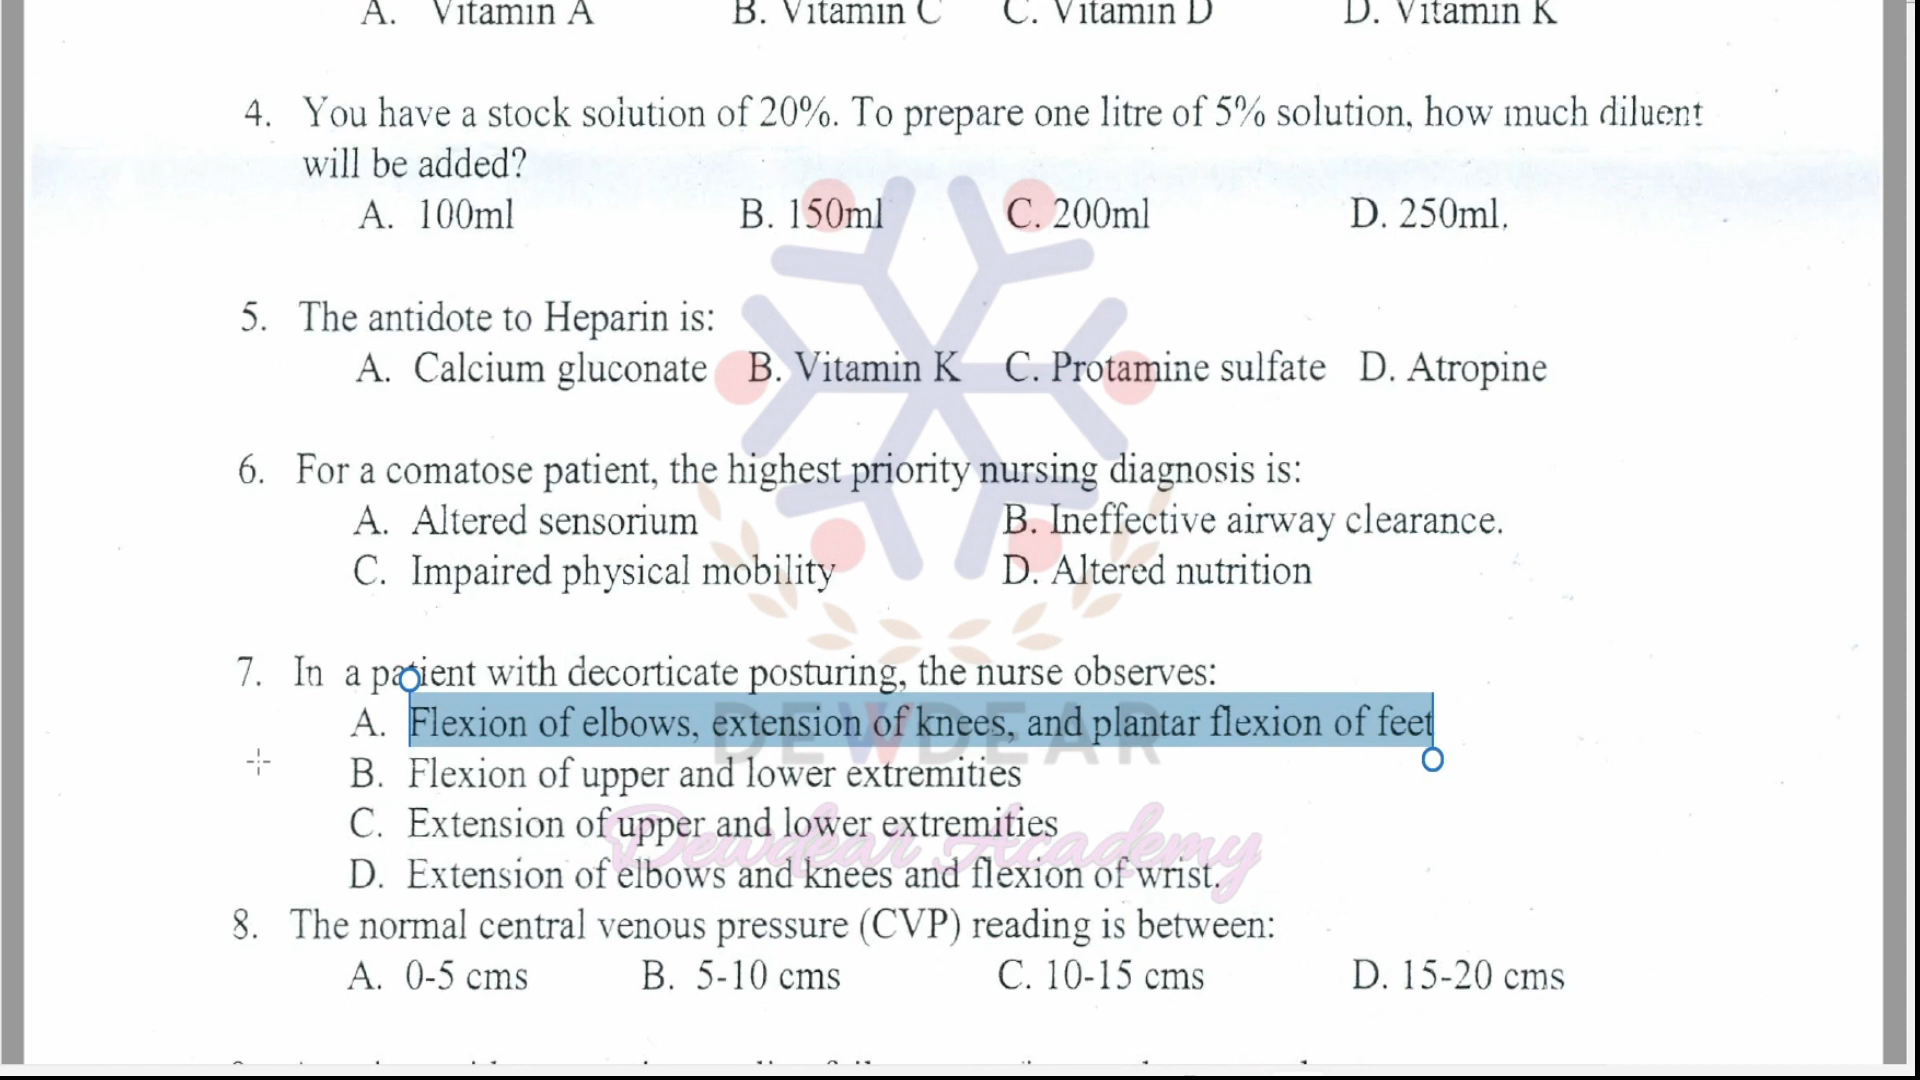 A. Vitamin A B. Vitamin C C. Vitamin D D. Vitamin K
4. You have a stock solution of 20%. To prepare one litre of 5% solution, how much diluent
will be added?
A. 100ml B. 150ml C. 200ml D. 250ml.
5. The antidote to Heparin is:
A. Calcium gluconate B. Vitamin K C. Protamine sulfate D. Atropine
6. For a comatose patient, the highest priority nursing diagnosis is:
A. Altered sensorium B. Ineffective airway clearance.
C. Impaired physical mobility D. Altered nutrition
7. In a patient with decorticate posturing, the nurse observes:
A. Flexion of elbows, extension of knees, and plantar flexion of feet
DEWDEAR
B. Flexion of upper and lower extremities
C. Extension of upper and lower extremities
Dewdear Academy
D. Extension of elbows and knees and flexion of wrist.
8. The normal central venous pressure (CVP) reading is between:
A. 0-5 cms B. 5-10 cms C. 10-15 cms D. 15-20 cms